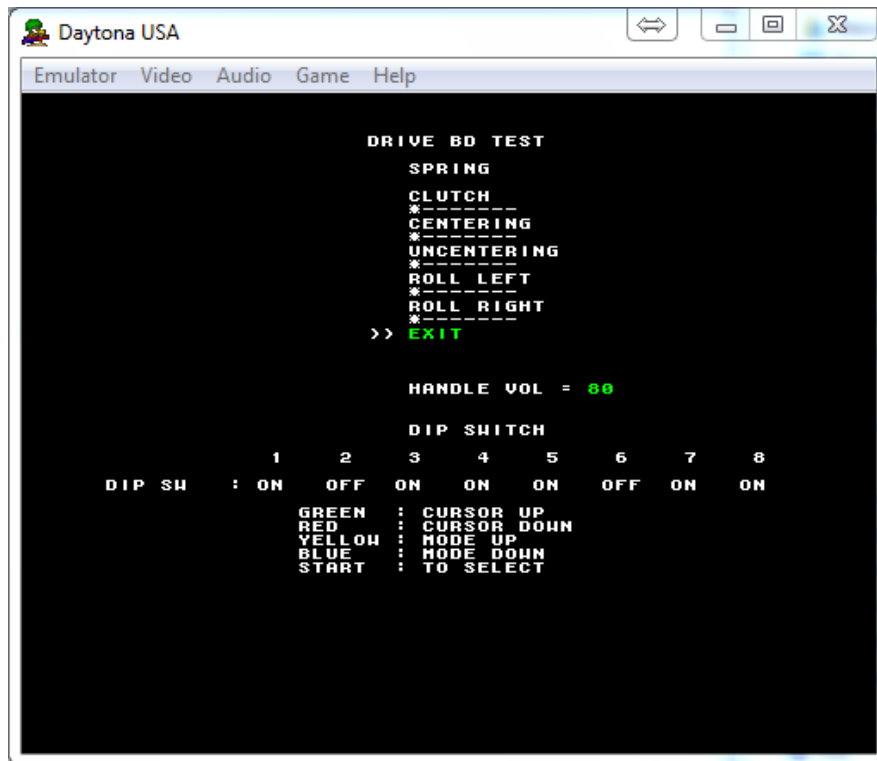 Daytona USA
Emulator Video Audio Game Help
DRIVE BD TEST
SPRING
CLUTCH
*-------
CENTERING
*-------
UNCENTERING
*-------
ROLL LEFT
*-------
ROLL RIGHT
*-------
>> EXIT
HANDLE VOL = 80
DIP SWITCH
1 2 3 4 5 6 7 8
DIP SW : ON OFF ON ON ON OFF ON ON
GREEN : CURSOR UP
RED : CURSOR DOWN
YELLOW : MODE UP
BLUE : MODE DOWN
START : TO SELECT